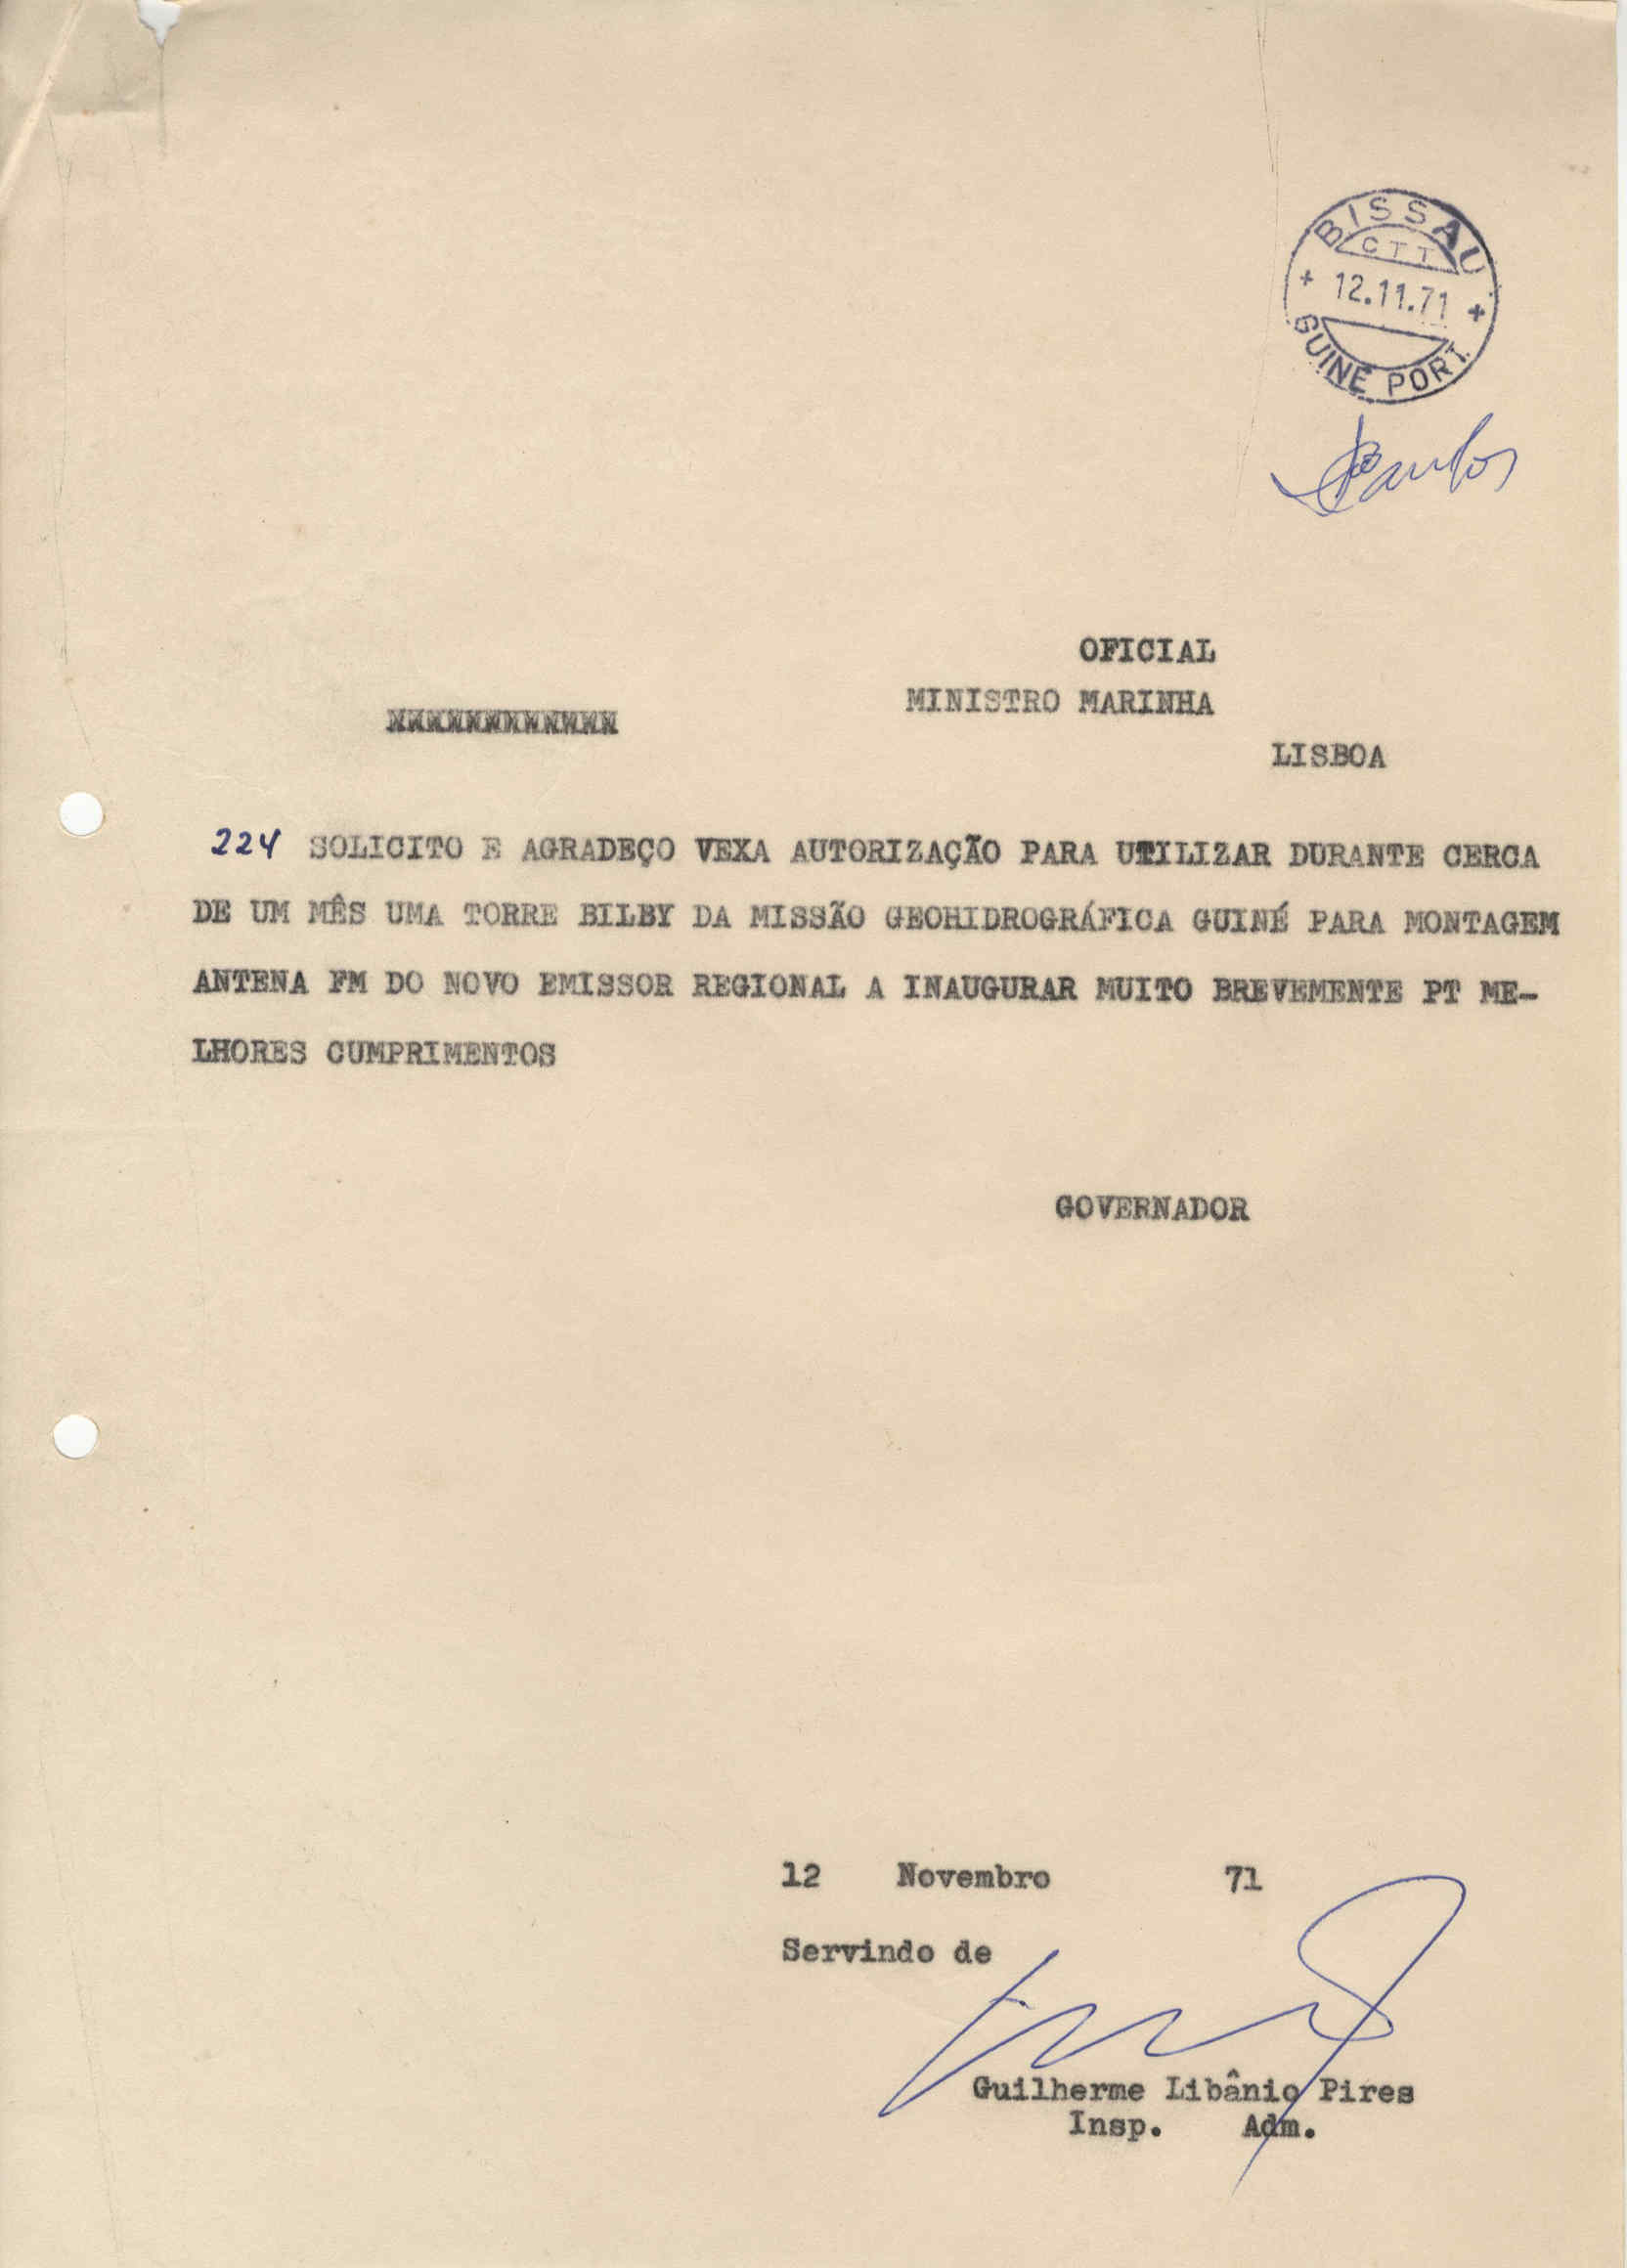 BISSAU
CTT
+ 12.11.71 +
GUINÉ PORT.
Santos
OFICIAL
MINISTRO MARINHA
LISBOA
224 SOLICITO E AGRADEÇO VEXA AUTORIZAÇÃO PARA UTILIZAR DURANTE CERCA
DE UM MÊS UMA TORRE BILBY DA MISSÃO GEOHIDROGRÁFICA GUINÉ PARA MONTAGEM
ANTENA FM DO NOVO EMISSOR REGIONAL A INAUGURAR MUITO BREVEMENTE PT ME-
LHORES CUMPRIMENTOS
GOVERNADOR
12 Novembro 71
Servindo de
Guilherme Libânio Pires
Insp. Adm.